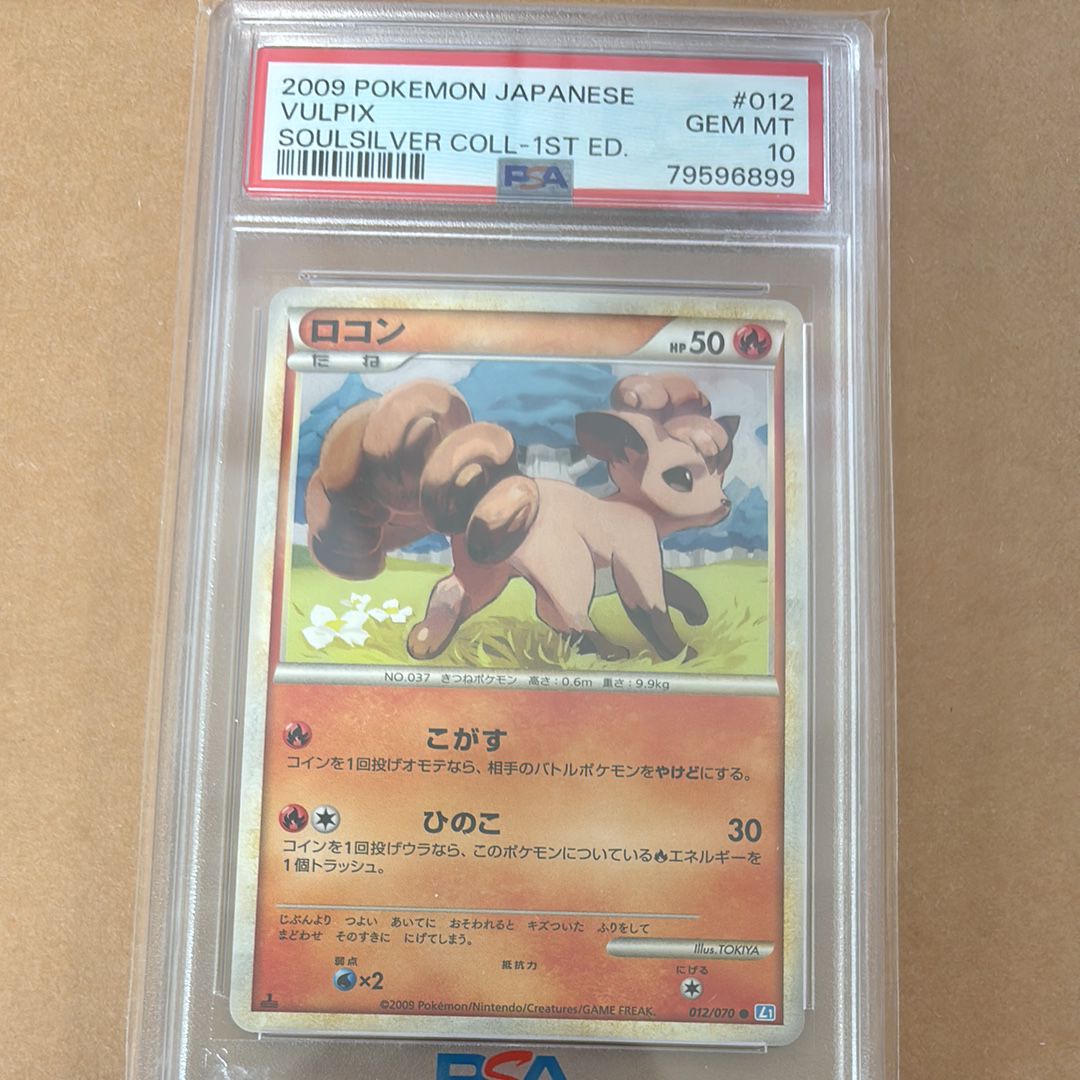 2009 POKEMON JAPANESE #012
VULPIX GEM MT
SOULSILVER COLL-1ST ED. 10
PSA 79596899
ロコン HP 50
たね
NO.037 きつねポケモン 高さ:0.6m 重さ:9.9kg
こがす
コインを1回投げオモテなら、相手のバトルポケモンをやけどにする。
ひのこ 30
コインを1回投げウラなら、このポケモンについているエネルギーを
1個トラッシュ。
じぶんより つよい あいてに おそわれると キズついた ふりをして
まどわせ そのすきに にげてしまう。
Illus.TOKIYA
弱点 抵抗力 にげる
×2
©2009 Pokémon/Nintendo/Creatures/GAME FREAK. 012/070 L1
1
PSA